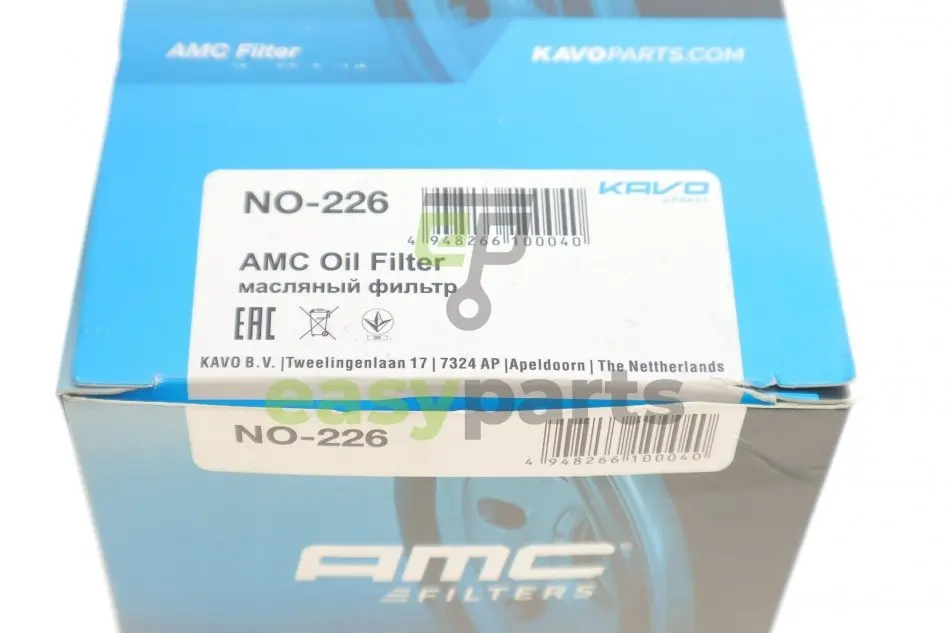 AMC Filter
KAVOPARTS.COM
NO-226
KAVO
4 948266 100040
AMC Oil Filter
масляный фильтр
EAC
KAVO B.V. |Tweelingenlaan 17 | 7324 AP |Apeldoorn | The Nettherlands
easyparts
NO-226
4 948266 100040
AMC
FILTERS